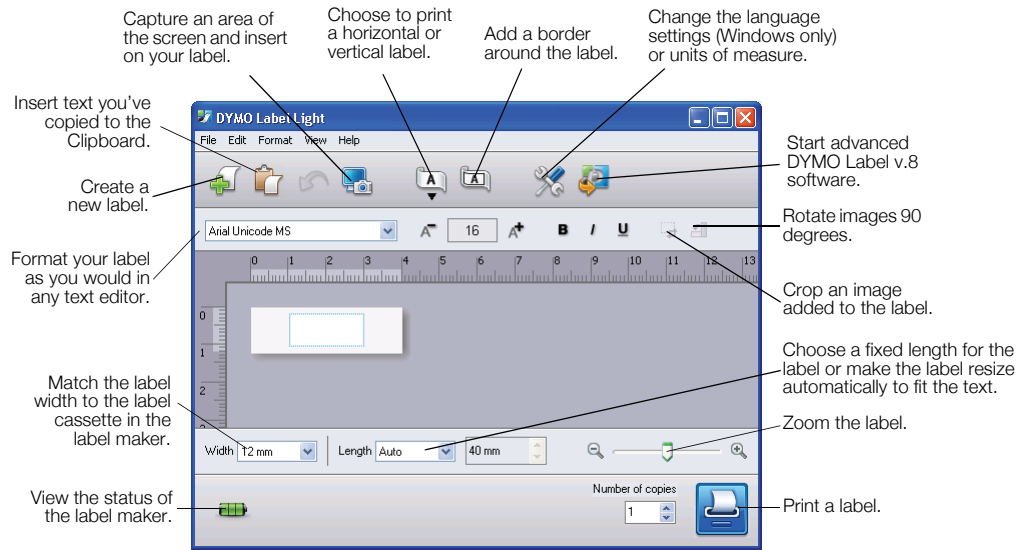 Capture an area of
the screen and insert
on your label.
Choose to print
a horizontal or
vertical label.
Add a border
around the label.
Change the language
settings (Windows only)
or units of measure.
Insert text you've
copied to the
Clipboard.
Create a
new label.
Format your label
as you would in
any text editor.
Match the label
width to the label
cassette in the
label maker.
View the status of
the label maker.
DYMO Label Light
File Edit Format View Help
A A
Arial Unicode MS A- 16 A+ B I U
0 1 2 3 4 5 6 7 8 9 10 11 12 13
0
1
2
Width 12 mm Length Auto 40 mm
Number of copies
1
Start advanced
DYMO Label v.8
software.
Rotate images 90
degrees.
Crop an image
added to the label.
Choose a fixed length for the
label or make the label resize
automatically to fit the text.
Zoom the label.
Print a label.